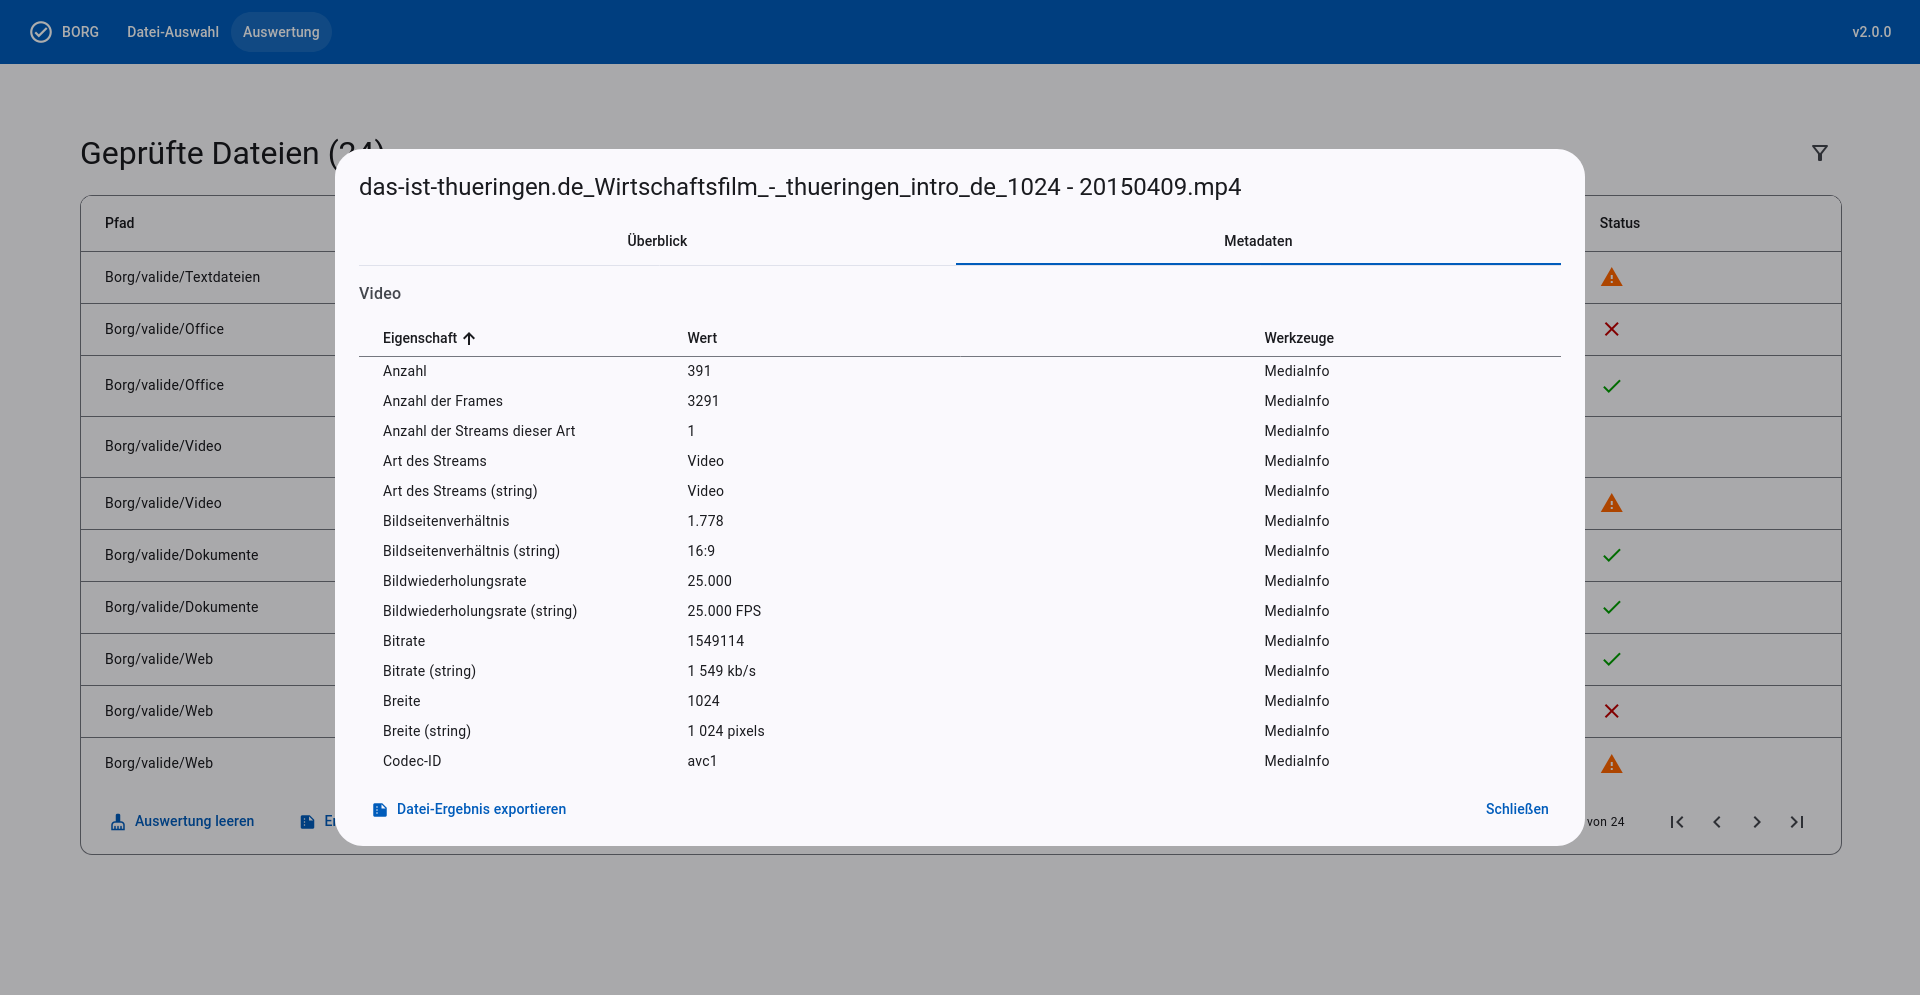 BORG Datei-Auswahl Auswertung v2.0.0
Geprüfte Dateien (24)
das-ist-thueringen.de_Wirtschaftsfilm_-_thueringen_intro_de_1024 - 20150409.mp4
Überblick Metadaten
Video
Eigenschaft Wert Werkzeuge
Anzahl 391 MediaInfo
Anzahl der Frames 3291 MediaInfo
Anzahl der Streams dieser Art 1 MediaInfo
Art des Streams Video MediaInfo
Art des Streams (string) Video MediaInfo
Bildseitenverhältnis 1.778 MediaInfo
Bildseitenverhältnis (string) 16:9 MediaInfo
Bildwiederholungsrate 25.000 MediaInfo
Bildwiederholungsrate (string) 25.000 FPS MediaInfo
Bitrate 1549114 MediaInfo
Bitrate (string) 1 549 kb/s MediaInfo
Breite 1024 MediaInfo
Breite (string) 1 024 pixels MediaInfo
Codec-ID avc1 MediaInfo
Datei-Ergebnis exportieren Schließen
Pfad Status
Borg/valide/Textdateien
Borg/valide/Office
Borg/valide/Office
Borg/valide/Video
Borg/valide/Video
Borg/valide/Dokumente
Borg/valide/Dokumente
Borg/valide/Web
Borg/valide/Web
Borg/valide/Web
Auswertung leeren von 24